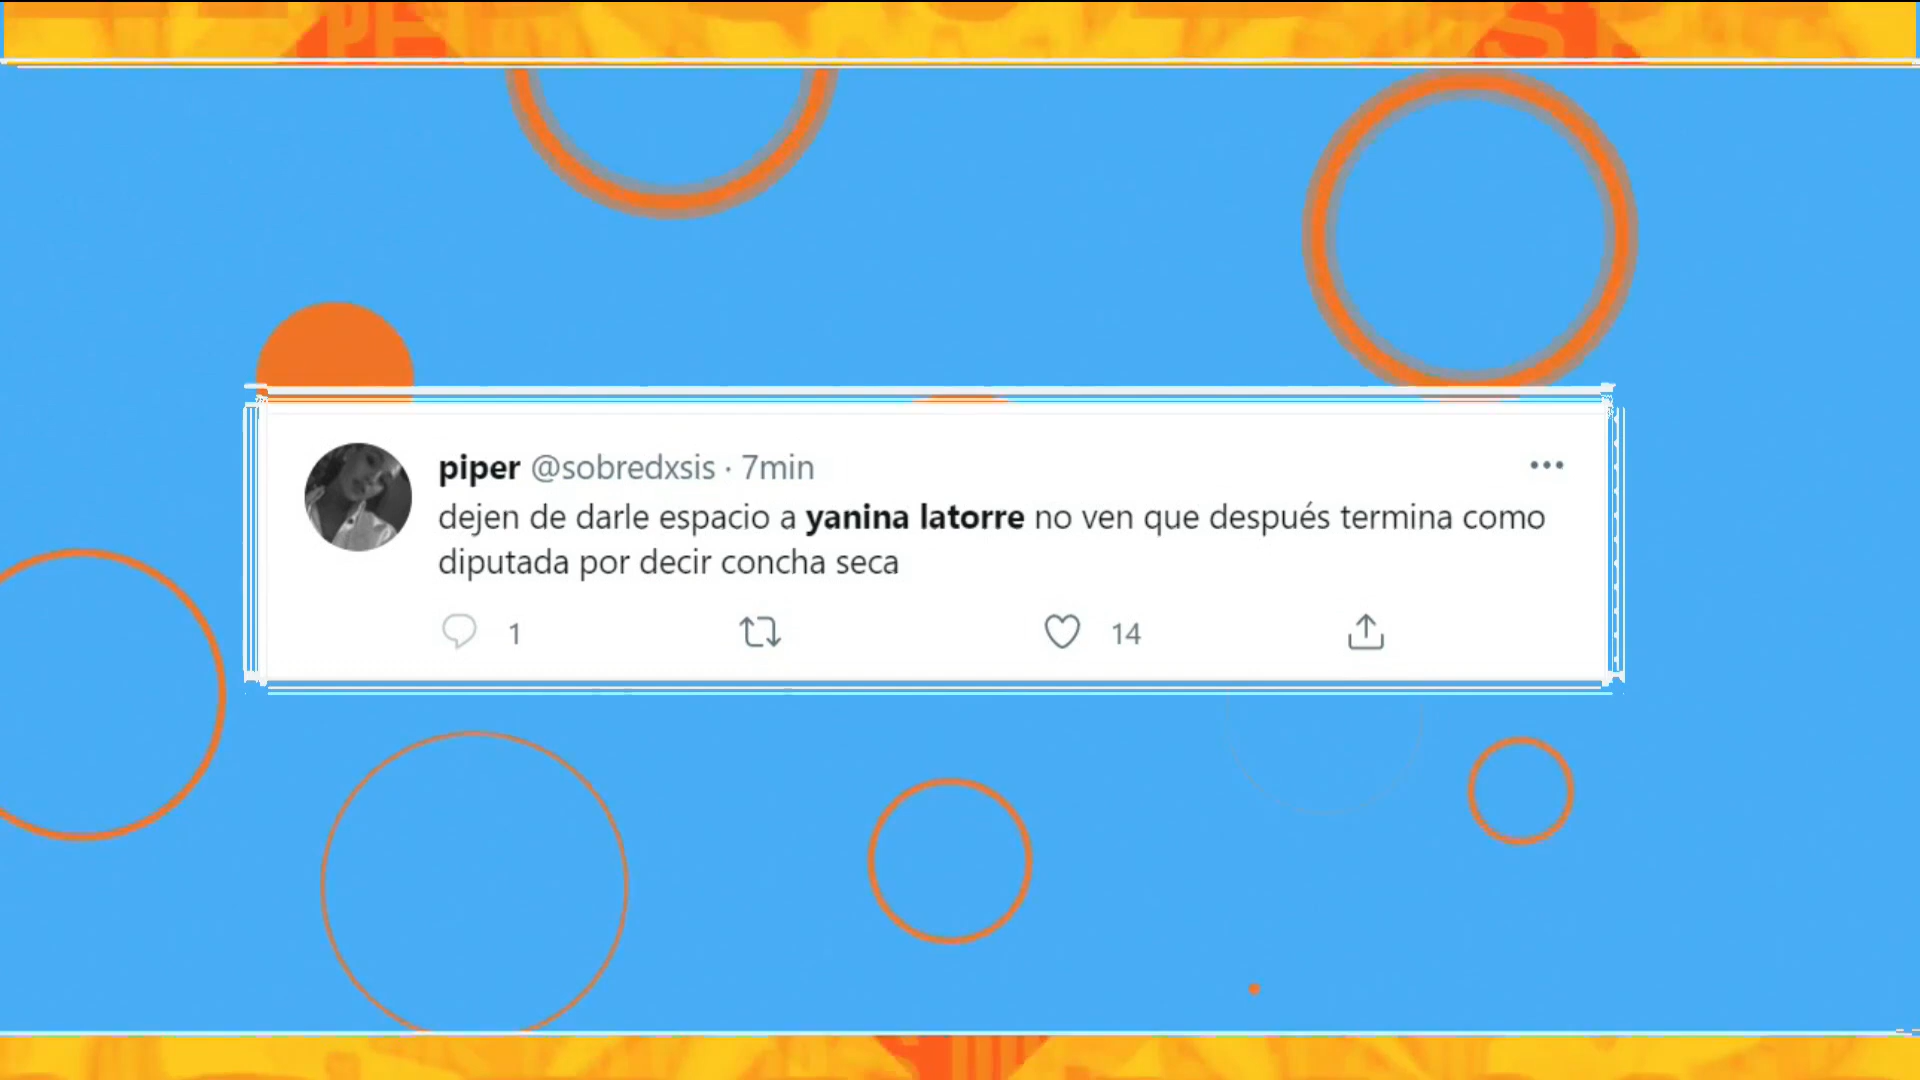 piper @sobredxsis · 7min
dejen de darle espacio a yanina latorre no ven que después termina como
diputada por decir concha seca
1 14